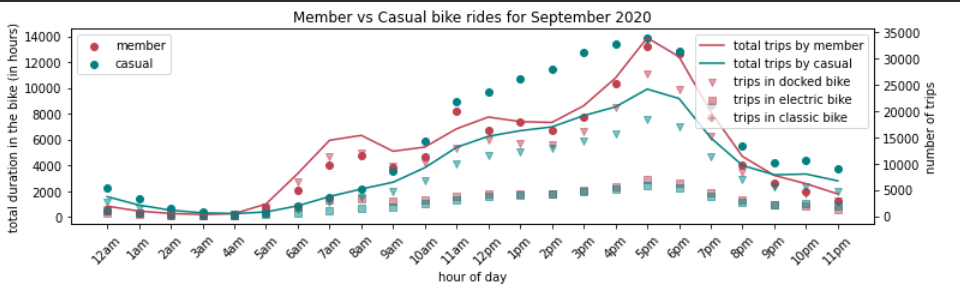 Member vs Casual bike rides for September 2020
total duration in the bike (in hours)
14000
12000
10000
8000
6000
4000
2000
0
member
casual
total trips by member
total trips by casual
trips in docked bike
trips in electric bike
trips in classic bike
35000
30000
25000
20000
15000
10000
5000
0
number of trips
12am 1am 2am 3am 4am 5am 6am 7am 8am 9am 10am 11am 12pm 1pm 2pm 3pm 4pm 5pm 6pm 7pm 8pm 9pm 10pm 11pm
hour of day